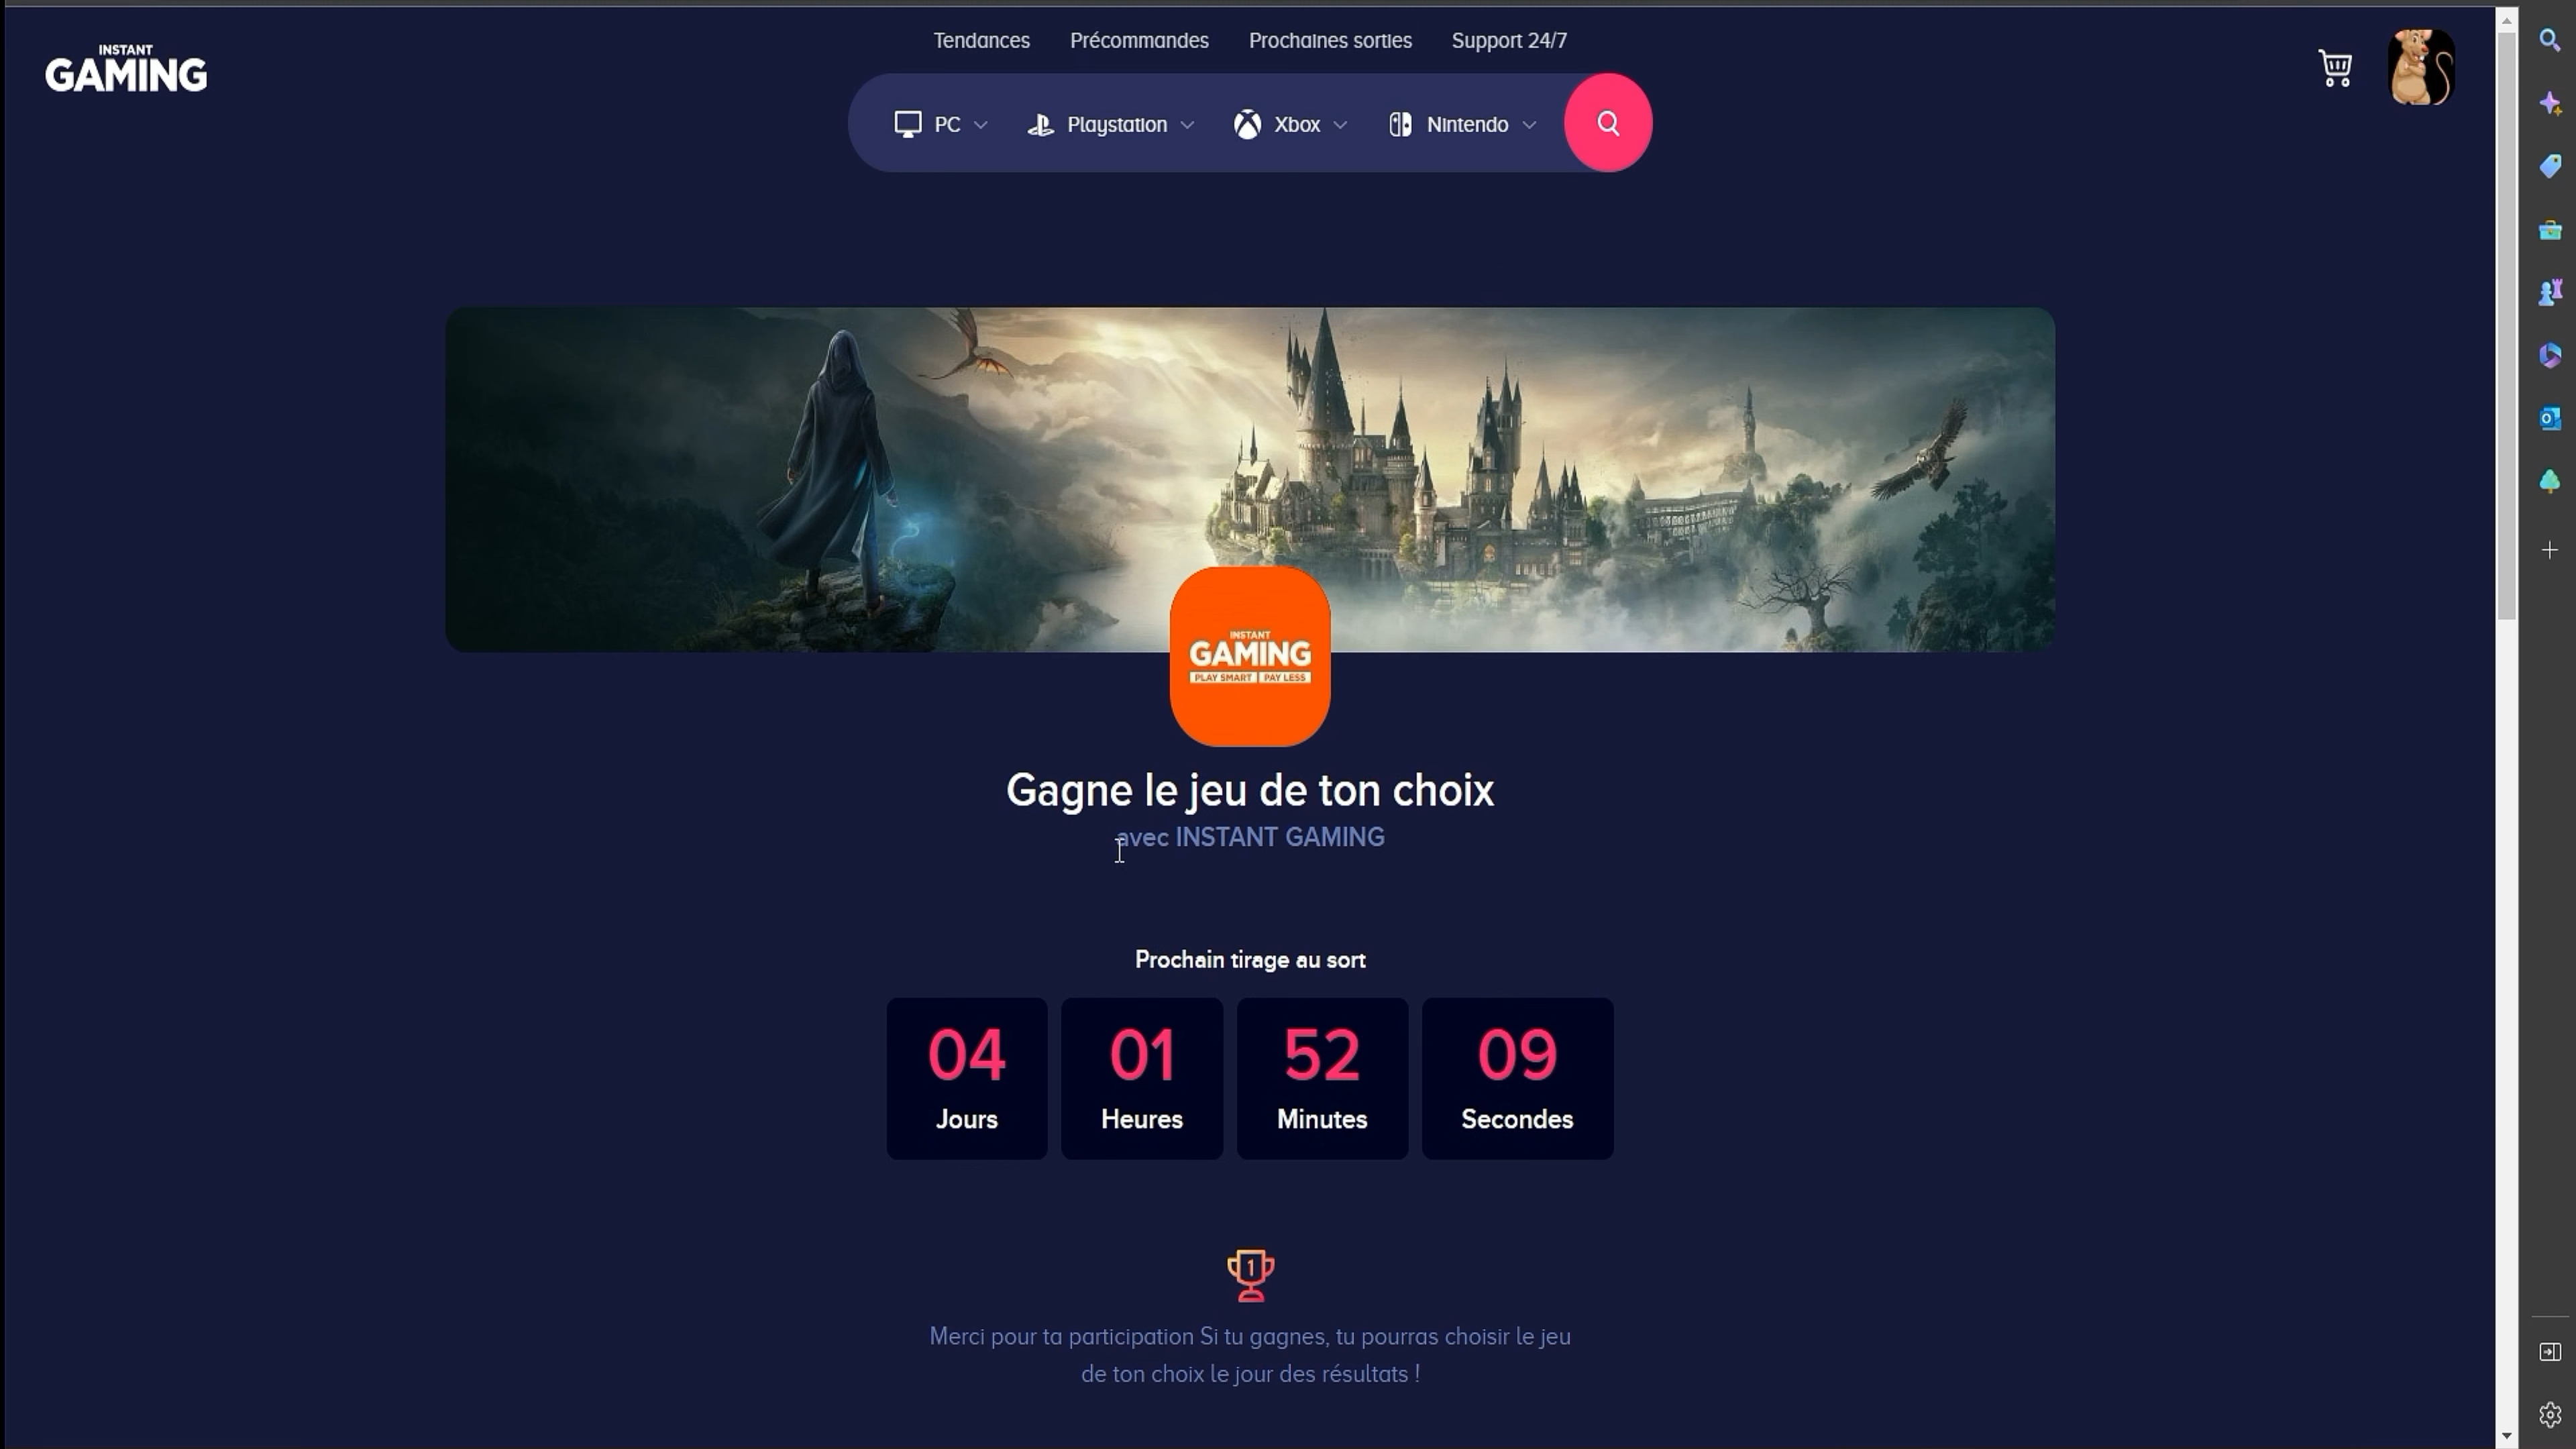 INSTANT
GAMING
Tendances Précommandes Prochaines sorties Support 24/7
PC Playstation Xbox Nintendo
INSTANT
GAMING
PLAY SMART PAY LESS
Gagne le jeu de ton choix
avec INSTANT GAMING
Prochain tirage au sort
04 01 52 09
Jours Heures Minutes Secondes
1
Merci pour ta participation Si tu gagnes, tu pourras choisir le jeu
de ton choix le jour des résultats !